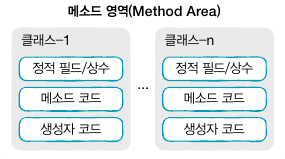 메소드 영역(Method Area)
클래스-1
정적 필드/상수
메소드 코드
생성자 코드
...
클래스-n
정적 필드/상수
메소드 코드
생성자 코드